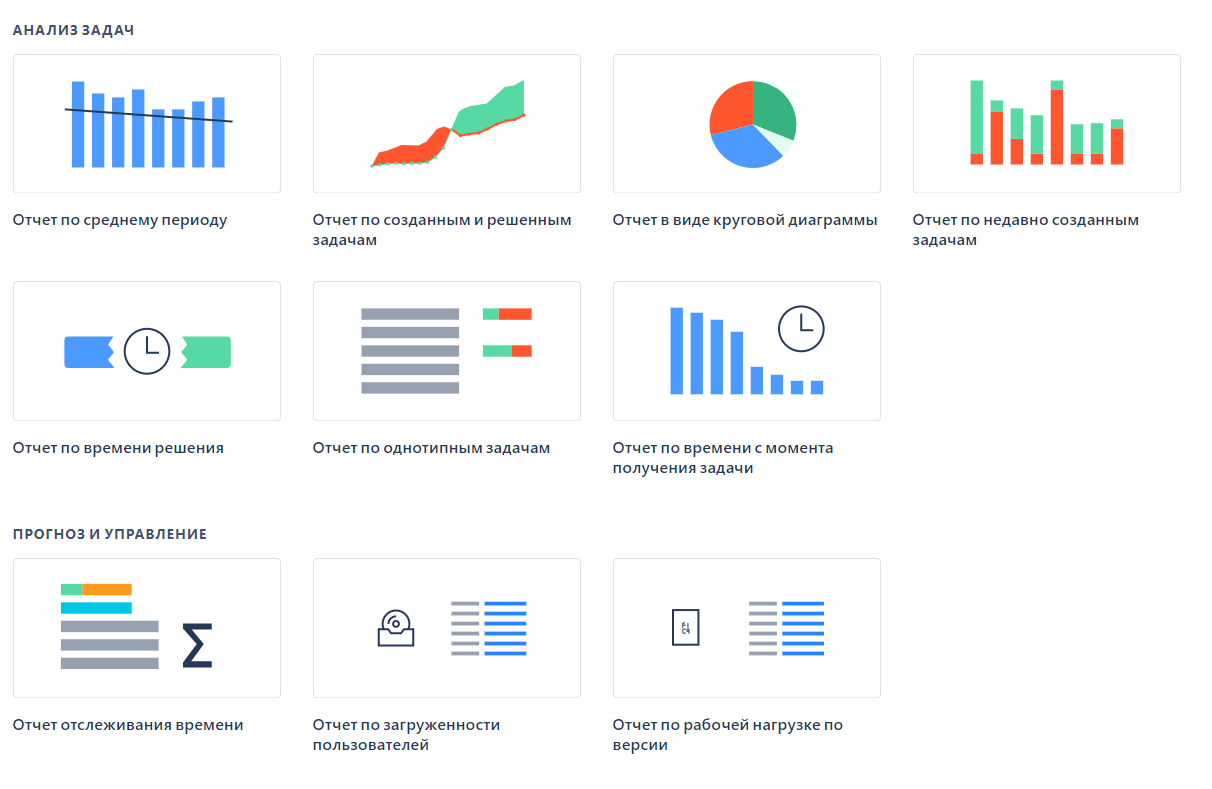 АНАЛИЗ ЗАДАЧ
Отчет по среднему периоду
Отчет по созданным и решенным
задачам
Отчет в виде круговой диаграммы
Отчет по недавно созданным
задачам
Отчет по времени решения
Отчет по однотипным задачам
Отчет по времени с момента
получения задачи
ПРОГНОЗ И УПРАВЛЕНИЕ
Отчет отслеживания времени
Отчет по загруженности
пользователей
Отчет по рабочей нагрузке по
версии